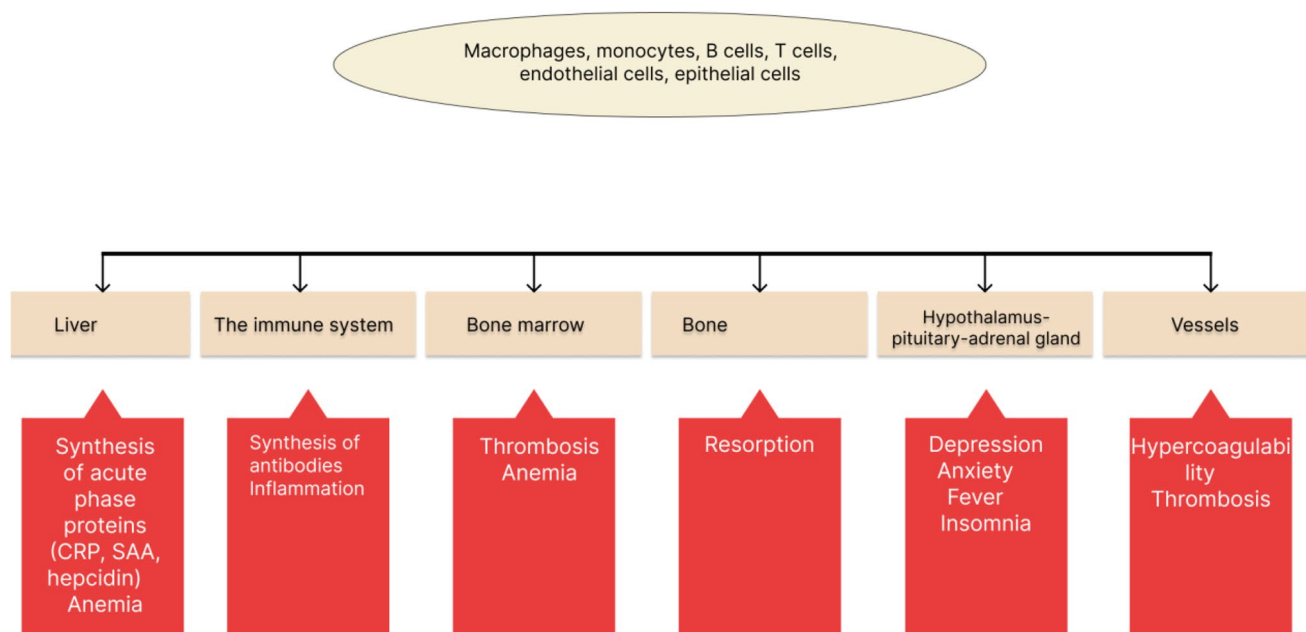 Macrophages, monocytes, B cells, T cells,
endothelial cells, epithelial cells
Liver
The immune system
Bone marrow
Bone
Hypothalamus-
pituitary-adrenal gland
Vessels
Synthesis
of acute
phase
proteins
(CRP, SAA,
hepcidin)
Anemia
Synthesis of
antibodies
Inflammation
Thrombosis
Anemia
Resorption
Depression
Anxiety
Fever
Insomnia
Hypercoagulabi
lity
Thrombosis